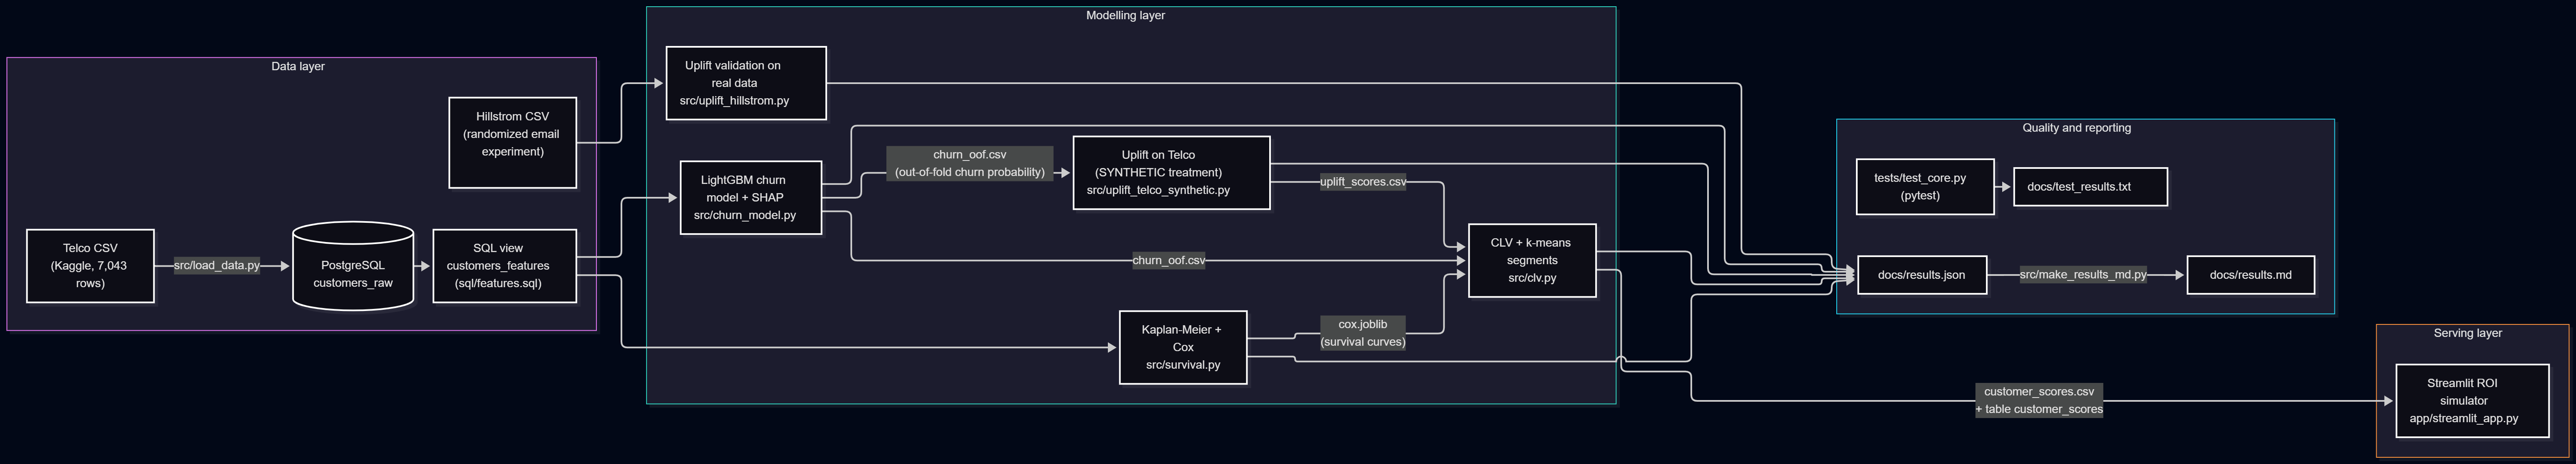 Data layer
Hillstrom CSV
(randomized email
experiment)
Telco CSV
(Kaggle, 7,043
rows)
src/load_data.py
PostgreSQL
customers_raw
SQL view
customers_features
(sql/features.sql)
Modelling layer
Uplift validation on
real data
src/uplift_hillstrom.py
LightGBM churn
model + SHAP
src/churn_model.py
churn_oof.csv
(out-of-fold churn probability)
Uplift on Telco
(SYNTHETIC treatment)
src/uplift_telco_synthetic.py
uplift_scores.csv
churn_oof.csv
Kaplan-Meier +
Cox
src/survival.py
cox.joblib
(survival curves)
CLV + k-means
segments
src/clv.py
Quality and reporting
tests/test_core.py
(pytest)
docs/test_results.txt
docs/results.json
src/make_results_md.py
docs/results.md
customer_scores.csv
+ table customer_scores
Serving layer
Streamlit ROI
simulator
app/streamlit_app.py